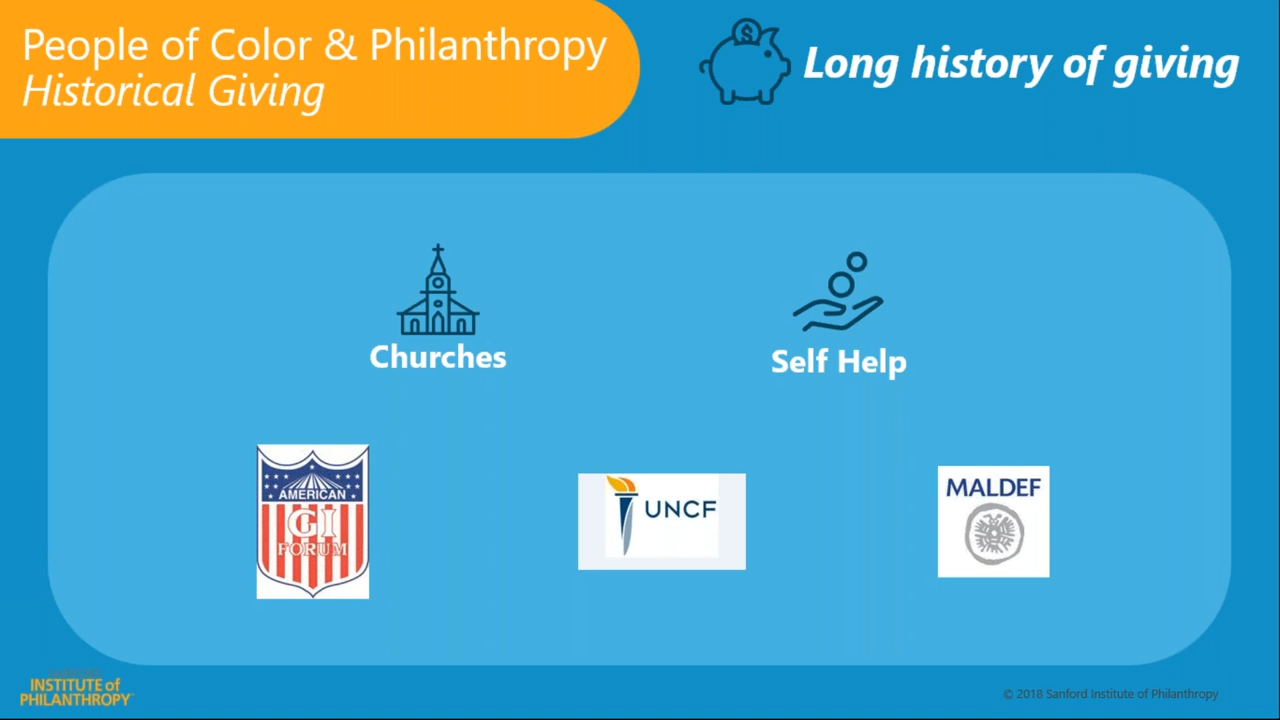 People of Color & Philanthropy
Historical Giving
Long history of giving
Churches
Self Help
AMERICAN
GI
FORUM
UNCF
MALDEF
INSTITUTE of
PHILANTHROPY
© 2018 Sanford Institute of Philanthropy